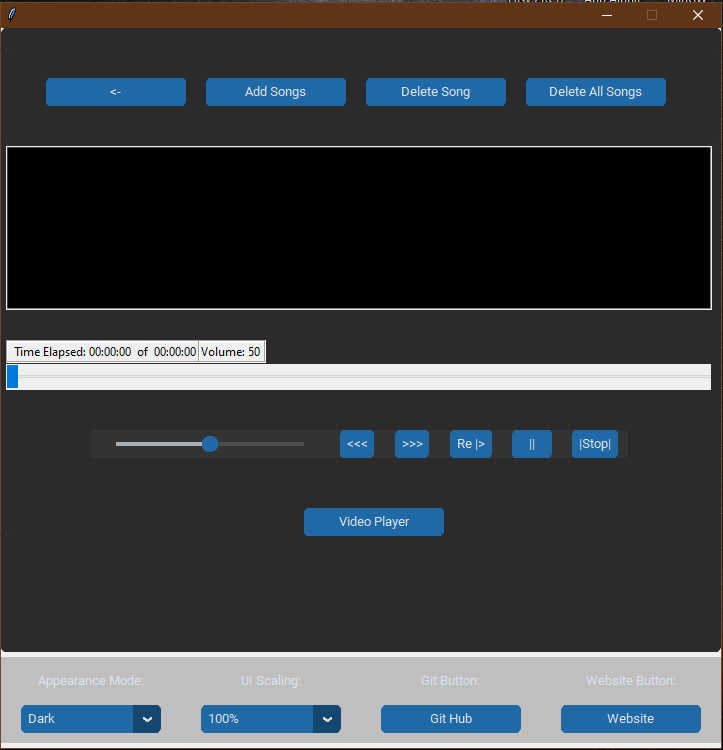 <- Add Songs Delete Song Delete All Songs
Time Elapsed: 00:00:00 of 00:00:00 Volume: 50
<<< >>> Re |> || |Stop|
Video Player
Appearance Mode: UI Scaling: Git Button: Website Button:
Dark 100% Git Hub Website